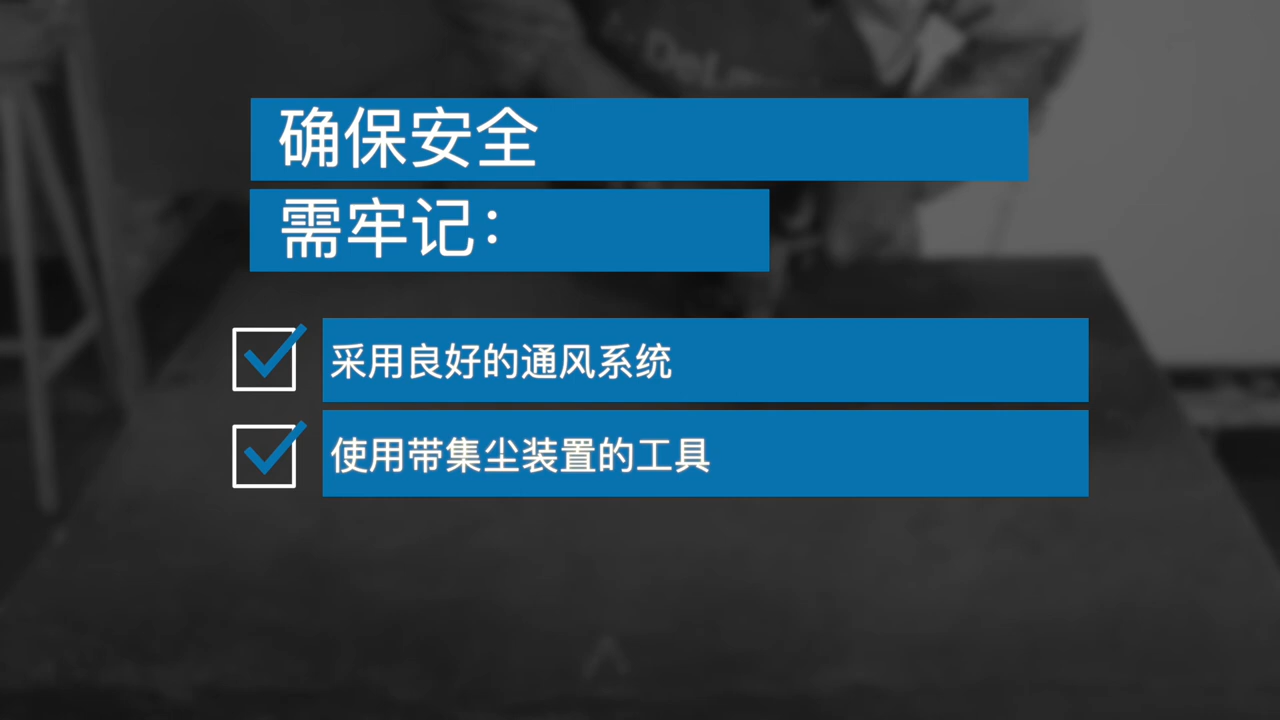 确保安全
需牢记：
采用良好的通风系统
使用带集尘装置的工具